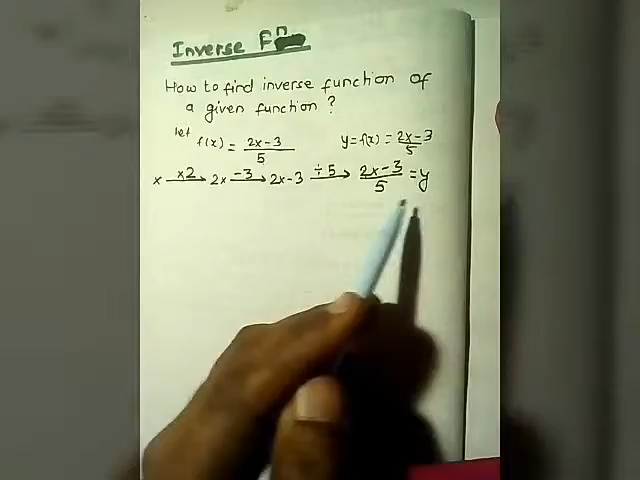 Inverse Fn
How to find inverse function of
a given function ?
let f(x) = 2x-3/5 y=f(x) = 2x-3/5
x —×2→ 2x —-3→ 2x-3 —÷5→ 2x-3/5 = y